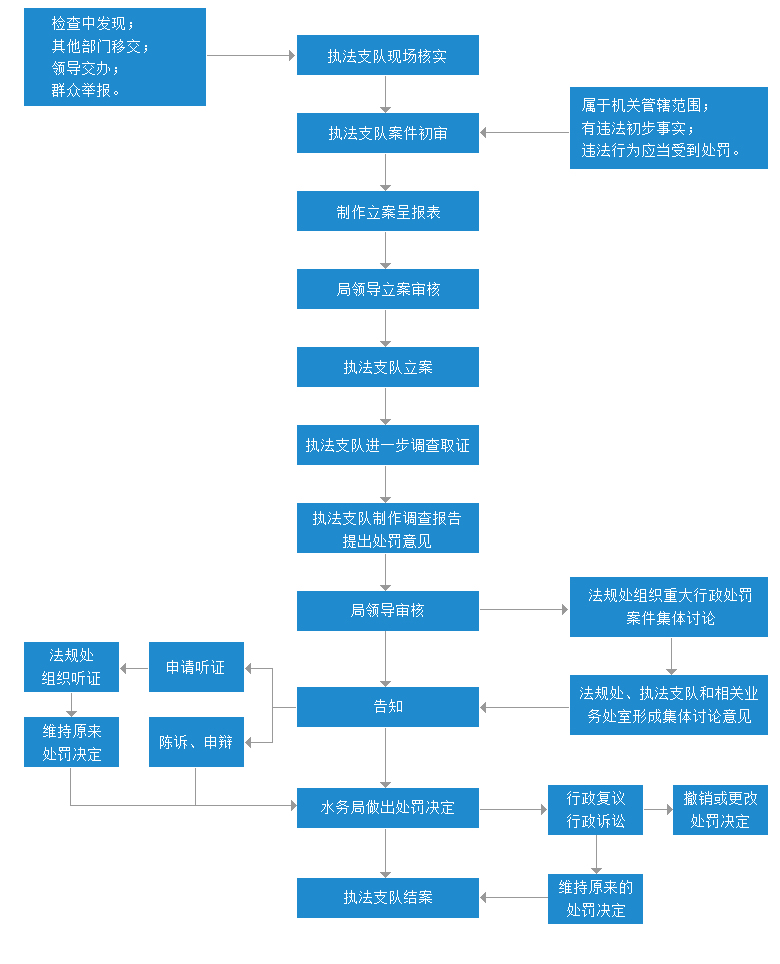 检查中发现；
其他部门移交；
领导交办；
群众举报。
执法支队现场核实
属于机关管辖范围；
有违法初步事实；
违法行为应当受到处罚。
执法支队案件初审
制作立案呈报表
局领导立案审核
执法支队立案
执法支队进一步调查取证
执法支队制作调查报告
提出处罚意见
局领导审核
法规处组织重大行政处罚
案件集体讨论
法规处
组织听证
申请听证
告知
法规处、执法支队和相关业
务处室形成集体讨论意见
维持原来
处罚决定
陈诉、申辩
水务局做出处罚决定
行政复议
行政诉讼
撤销或更改
处罚决定
执法支队结案
维持原来的
处罚决定